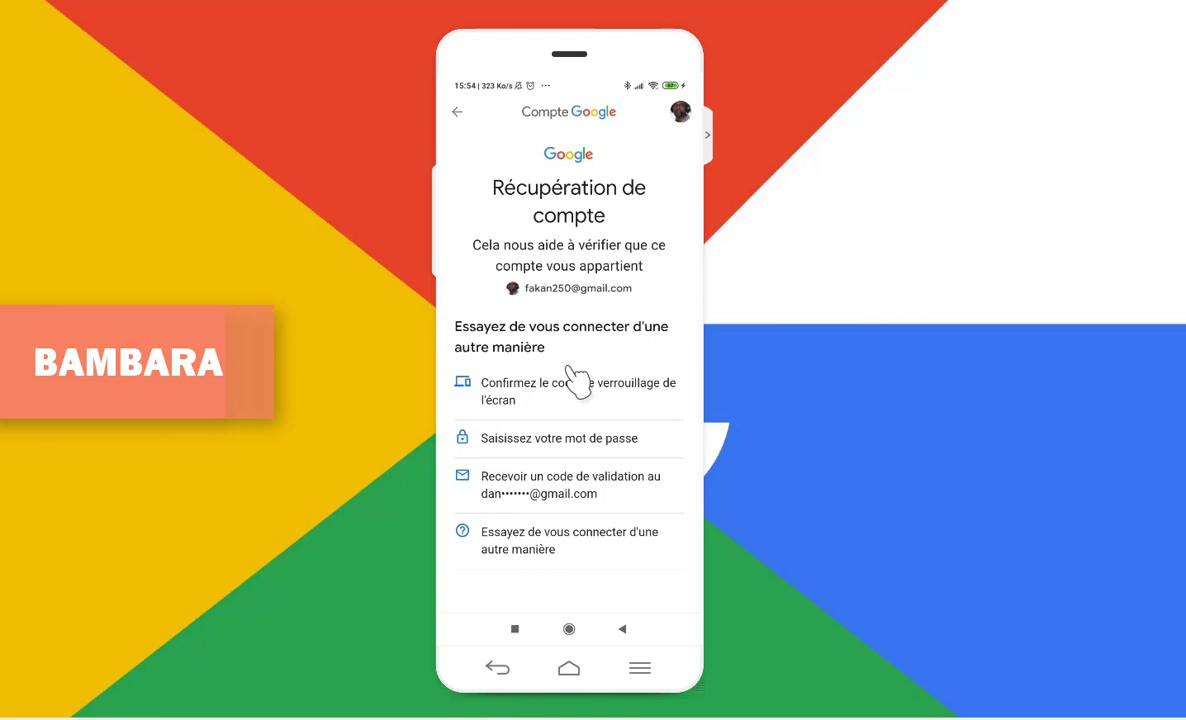 15:54 | 323 Ko/s
Compte Google
Google
Récupération de
compte
Cela nous aide à vérifier que ce
compte vous appartient
fakan250@gmail.com
Essayez de vous connecter d'une
autre manière
BAMBARA
Confirmez le verrouillage de
l'écran
Saisissez votre mot de passe
Recevoir un code de validation au
dan•••••••@gmail.com
Essayez de vous connecter d'une
autre manière